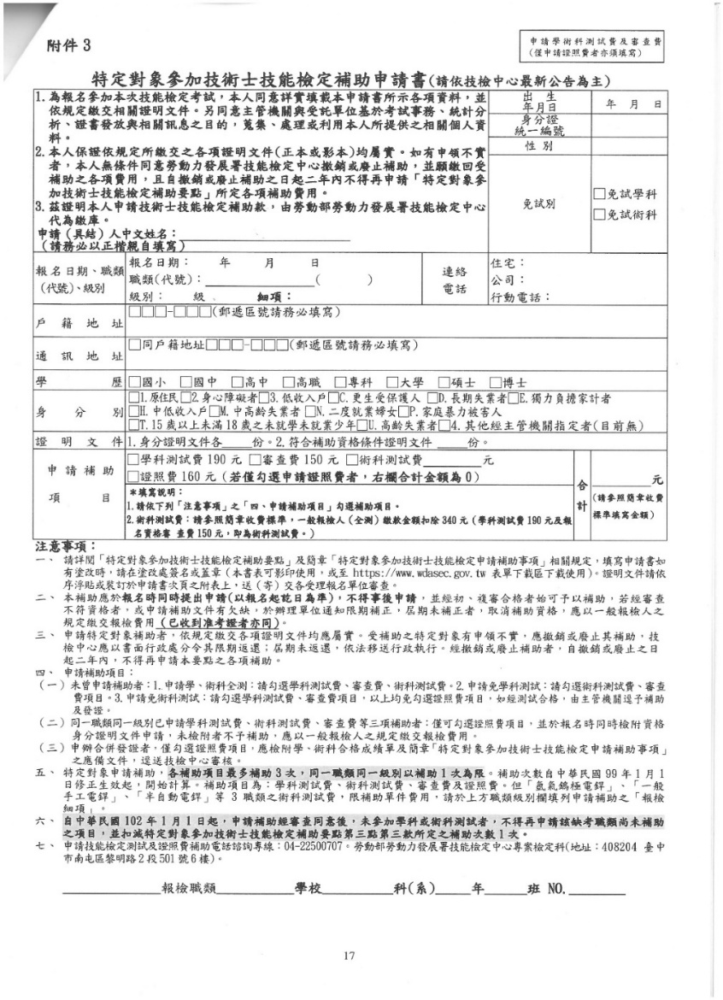 附件 3
申請學術科測試費及審查費
(僅申請證照費者亦須填寫)
特定對象參加技術士技能檢定補助申請書(請依技檢中心最新公告為主)
1. 為報名參加本次技能檢定考試，本人同意詳實填載本申請書所示各項資料，並
依規定繳交相關證明文件。另同意主管機關與受託單位基於考試事務、統計分
析、證書發放與相關訊息之目的，蒐集、處理或利用本人所提供之相關個人資
料。
2. 本人保證依規定所繳交之各項證明文件(正本或影本)均屬實。如有申領不實
者，本人無條件同意勞動力發展署技能檢定中心撤銷或廢止補助，並願繳回受
補助之各項費用，且自撤銷或廢止補助之日起二年內不得再申請「特定對象參
加技術士技能檢定補助要點」所定各項補助費用。
3. 茲證明本人申請技術士技能檢定補助款，由勞動部勞動力發展署技能檢定中心
代為繳庫。
申請（具結）人中文姓名：
(請務必以正楷親自填寫)
出 生
年月日
年 月 日
身分證
統一編號
性 別
免試別
□免試學科
□免試術科
報名日期、職類
(代號)、級別
報名日期： 年 月 日
職類(代號)：＿＿＿＿＿＿( )
級別： 級 、 細項：
連絡
電話
住宅：
公司：
行動電話：
戶 籍 地 址
□□□-□□□(郵遞區號請務必填寫)
通 訊 地 址
□同戶籍地址□□□-□□□(郵遞區號請務必填寫)
學 歷
□國小 □國中 □高中 □高職 □專科 □大學 □碩士 □博士
身 分 別
□1. 原住民□2. 身心障礙者□3. 低收入戶□C. 更生受保護人 □D. 長期失業者□E. 獨力負擔家計者
□H. 中低收入戶□M. 中高齡失業者 □N. 二度就業婦女□P. 家庭暴力被害人
□T. 15 歲以上未滿 18 歲之未就學未就業少年□U. 高齡失業者□4. 其他經主管機關指定者(目前無)
證 明 文 件
1. 身分證明文件各＿＿份。2. 符合補助資格條件證明文件 ＿＿份。
申 請 補 助
項 目
□學科測試費 190 元 □審查費 150 元 □術科測試費＿＿＿＿元
□證照費 160 元 (若僅勾選申請證照費者，右欄合計金額為 0)
＊填寫說明：
1. 請依下列「注意事項」之「四、申請補助項目」勾選補助項目。
2. 術科測試費：請參照簡章收費標準，一般報檢人（全測）繳款金額扣除 340 元（學科測試費 190 元及報
名資格審 查費 150 元，即為術科測試費。）
合
計
＿＿＿＿元
(請參照簡章收費
標準填寫金額)
注意事項：
一、 請詳閱「特定對象參加技術士技能檢定補助要點」及簡章「特定對象參加技術士技能檢定申請補助事項」相關規定，填寫申請書如
有塗改時，請在塗改處簽名或蓋章（本書表可影印使用，或至 https://www.wdasec.gov.tw 表單下載區下載使用）。證明文件請依
序浮貼或裝訂於申請書次頁之附表上，送（寄）交各受理報名單位審查。
二、 本補助應於報名時同時提出申請(以報名起訖日為準)，不得事後申請，並經初、複審合格者始可予以補助，若經審查
不符資格者，或申請補助文件有欠缺，於辦理單位通知限期補正，屆期未補正者，取消補助資格，應以一般報檢人之
規定繳交報檢費用（已收到准考證者亦同）。
三、 申請特定對象補助者，依規定繳交各項證明文件均應屬實。受補助之特定對象有申領不實，應撤銷或廢止其補助，技
檢中心應以書面行政處分令其限期返還；屆期未返還，依法移送行政執行。經撤銷或廢止補助者，自撤銷或廢止之日
起二年內，不得再申請本要點之各項補助。
四、 申請補助項目：
（一）未曾申請補助者：1. 申請學、術科全測：請勾選學科測試費、審查費、術科測試費。2. 申請免學科測試：請勾選術科測試費、審查
費項目。3. 申請免術科測試：請勾選學科測試費、審查費項目，以上均免勾選證照費項目，如經測試合格，由主管機關逕予補助
及發證。
（二）同一職類同一級別已申請學科測試費、術科測試費、審查費等三項補助者：僅可勾選證照費項目，並於報名時同時檢附資格
身分證明文件申請，未檢附者不予補助，應以一般報檢人之規定繳交報檢費用。
（三）申辦合併發證者，僅勾選證照費項目，應檢附學、術科合格成績單及簡章「特定對象參加技術士技能檢定申請補助事項」
之應備文件，逕送技檢中心審核。
五、 特定對象申請補助，各補助項目最多補助 3 次，同一職類同一級別以補助 1 次為限。補助次數自中華民國 99 年 1 月 1
日修正生效起，開始計算。補助項目為：學科測試費、術科測試費、審查費及證照費。但「氬氣鎢極電銲」、「一般
手工電銲」、「半自動電銲」等 3 職類之術科測試費，限補助單件費用，請於上方職類級別欄填列申請補助之「報檢
細項」。
六、 自中華民國 102 年 1 月 1 日起，申請補助經審查同意後，未參加學科或術科測試者，不得再申請該缺考職類尚未補助
之項目，並扣減特定對象參加技術士技能檢定補助要點第三點第三款所定之補助次數 1 次。
七、 申請技能檢定測試及證照費補助電話諮詢專線：04-22500707。勞動部勞動力發展署技能檢定中心專案檢定科(地址：408204 臺中
市南屯區黎明路 2 段 501 號 6 樓)。
＿＿＿＿＿＿報檢職類＿＿＿＿＿學校＿＿＿＿＿科(系)＿＿年＿＿班 NO.＿＿＿
17